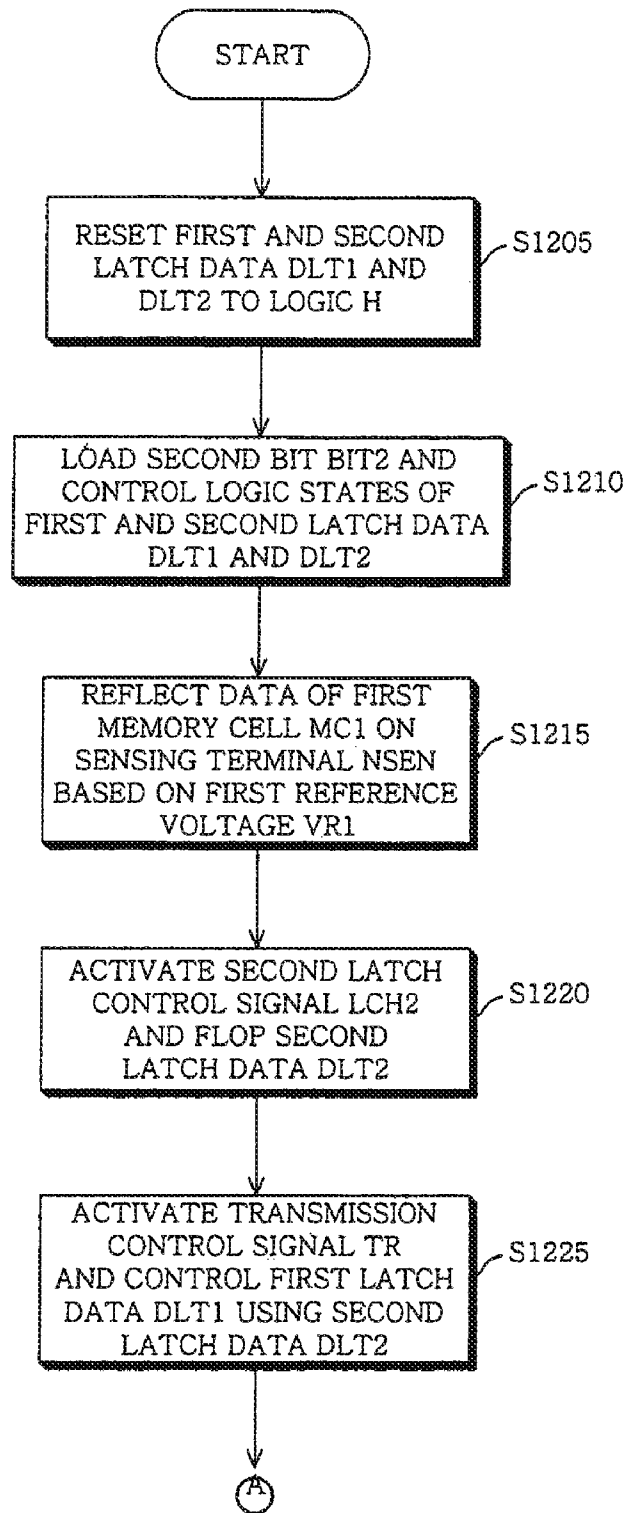 START
RESET FIRST AND SECOND
LATCH DATA DLT1 AND
DLT2 TO LOGIC H
S1205
LOAD SECOND BIT BIT2 AND
CONTROL LOGIC STATES OF
FIRST AND SECOND LATCH DATA
DLT1 AND DLT2
S1210
REFLECT DATA OF FIRST
MEMORY CELL MC1 ON
SENSING TERMINAL NSEN
BASED ON FIRST REFERENCE
VOLTAGE VR1
S1215
ACTIVATE SECOND LATCH
CONTROL SIGNAL LCH2
AND FLOP SECOND
LATCH DATA DLT2
S1220
ACTIVATE TRANSMISSION
CONTROL SIGNAL TR
AND CONTROL FIRST LATCH
DATA DLT1 USING SECOND
LATCH DATA DLT2
S1225
A